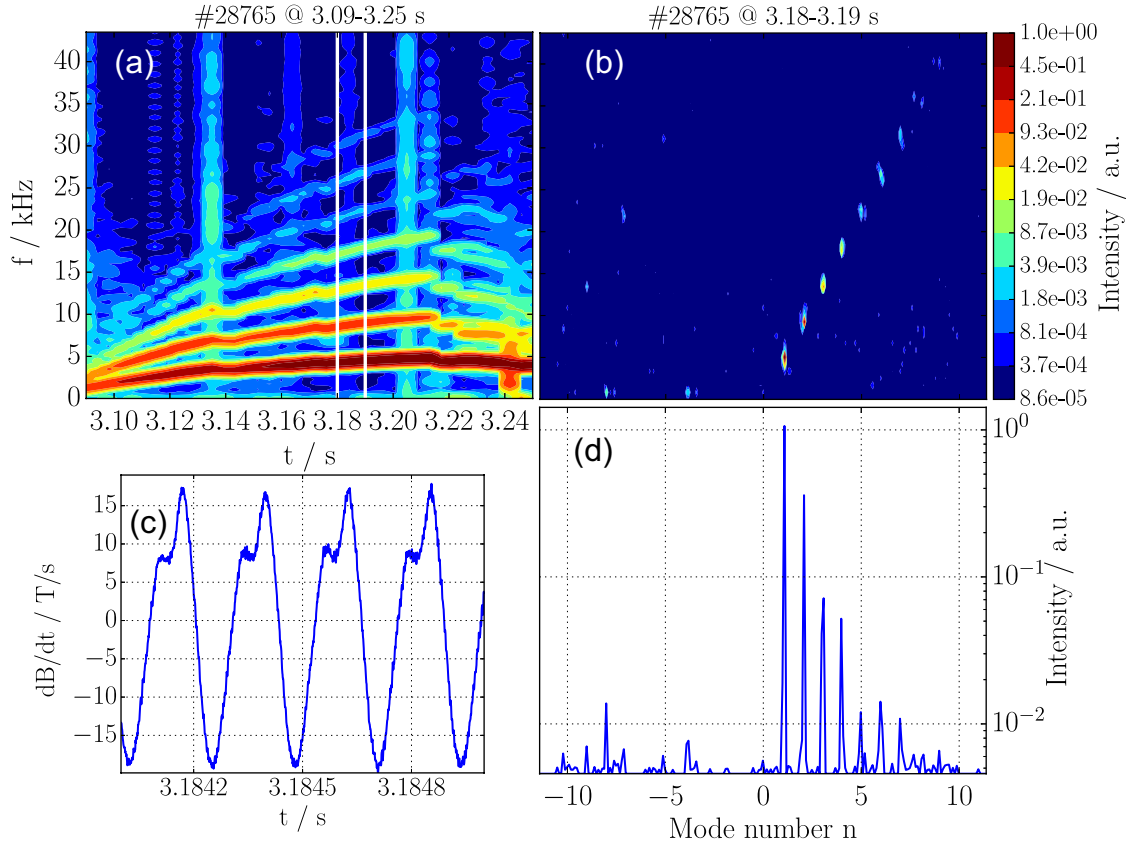 #28765 @ 3.09-3.25 s
#28765 @ 3.18-3.19 s
(a)
(b)
f / kHz
40
35
30
25
20
15
10
5
0
3.10 3.12 3.14 3.16 3.18 3.20 3.22 3.24
t / s
1.0e+00
4.5e-01
2.1e-01
9.3e-02
4.2e-02
1.9e-02
8.7e-03
3.9e-03
1.8e-03
8.1e-04
3.7e-04
8.6e-05
Intensity / a.u.
(c)
dB/dt / T/s
15
10
5
0
−5
−10
−15
3.1842 3.1845 3.1848
t / s
(d)
10⁰
10⁻¹
10⁻²
Intensity / a.u.
−10 −5 0 5 10
Mode number n